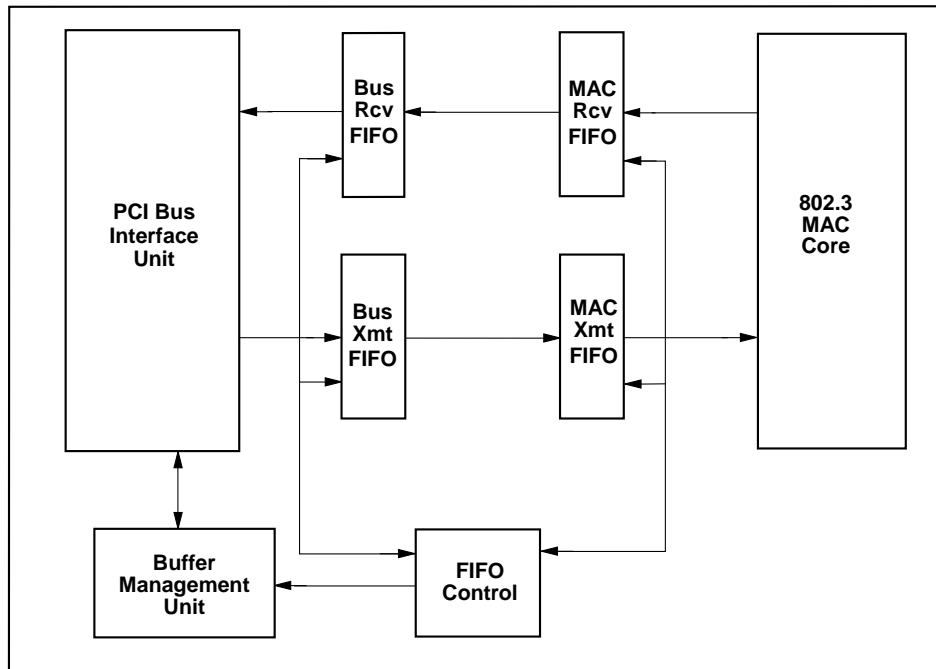 Bus
Rcv
FIFO
MAC
Rcv
FIFO
PCI Bus
Interface
Unit
802.3
MAC
Core
Bus
Xmt
FIFO
MAC
Xmt
FIFO
Buffer
Management
Unit
FIFO
Control